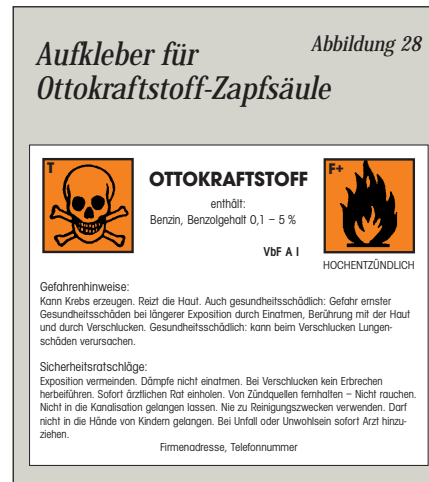 Aufkleber für
Ottokraftstoff-Zapfsäule
Abbildung 28
T
OTTOKRAFTSTOFF
enthält:
Benzin, Benzolgehalt 0,1 – 5 %
VbF A I
F+
HOCHENTZÜNDLICH
Gefahrenhinweise:
Kann Krebs erzeugen. Reizt die Haut. Auch gesundheitsschädlich: Gefahr ernster
Gesundheitsschäden bei längerer Exposition durch Einatmen, Berührung mit der Haut
und durch Verschlucken. Gesundheitsschädlich: kann beim Verschlucken Lungen-
schäden verursachen.
Sicherheitsratschläge:
Exposition vermeinden. Dämpfe nicht einatmen. Bei Verschlucken kein Erbrechen
herbeiführen. Sofort ärztlichen Rat einholen. Von Zündquellen fernhalten – Nicht rauchen.
Nicht in die Kanalisation gelangen lassen. Nie zu Reinigungszwecken verwenden. Darf
nicht in die Hände von Kindern gelangen. Bei Unfall oder Unwohlsein sofort Arzt hinzu-
ziehen.
Firmenadresse, Telefonnummer